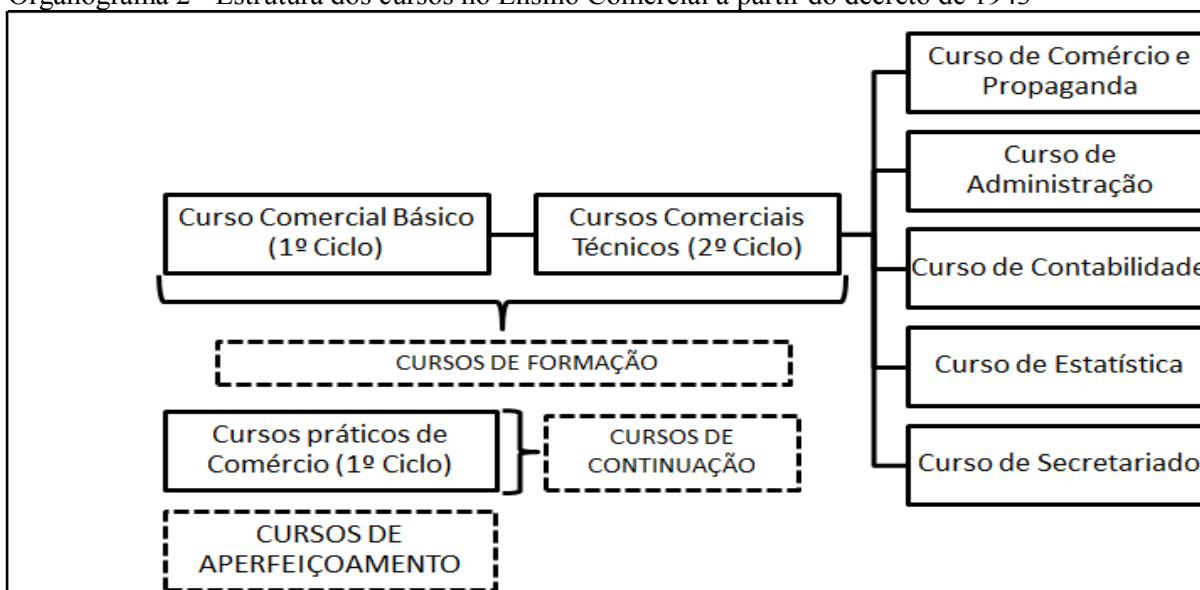 Organograma 2 - Estrutura dos cursos no Ensino Comercial a partir do decreto de 1943
Curso de Comércio e
Propaganda
Curso de
Administração
Curso Comercial Básico
(1º Ciclo)
Cursos Comerciais
Técnicos (2º Ciclo)
Curso de Contabilidade
CURSOS DE FORMAÇÃO
Curso de Estatística
Cursos práticos de
Comércio (1º Ciclo)
CURSOS DE
CONTINUAÇÃO
Curso de Secretariado
CURSOS DE
APERFEIÇOAMENTO